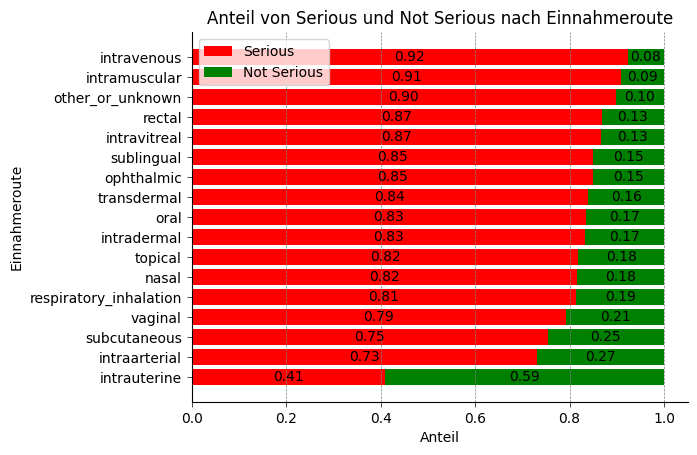 Anteil von Serious und Not Serious nach Einnahmeroute
Serious
Not Serious
Einnahmeroute
intravenous 0.92 0.08
intramuscular 0.91 0.09
other_or_unknown 0.90 0.10
rectal 0.87 0.13
intravitreal 0.87 0.13
sublingual 0.85 0.15
ophthalmic 0.85 0.15
transdermal 0.84 0.16
oral 0.83 0.17
intradermal 0.83 0.17
topical 0.82 0.18
nasal 0.82 0.18
respiratory_inhalation 0.81 0.19
vaginal 0.79 0.21
subcutaneous 0.75 0.25
intraarterial 0.73 0.27
intrauterine 0.41 0.59
0.0 0.2 0.4 0.6 0.8 1.0
Anteil